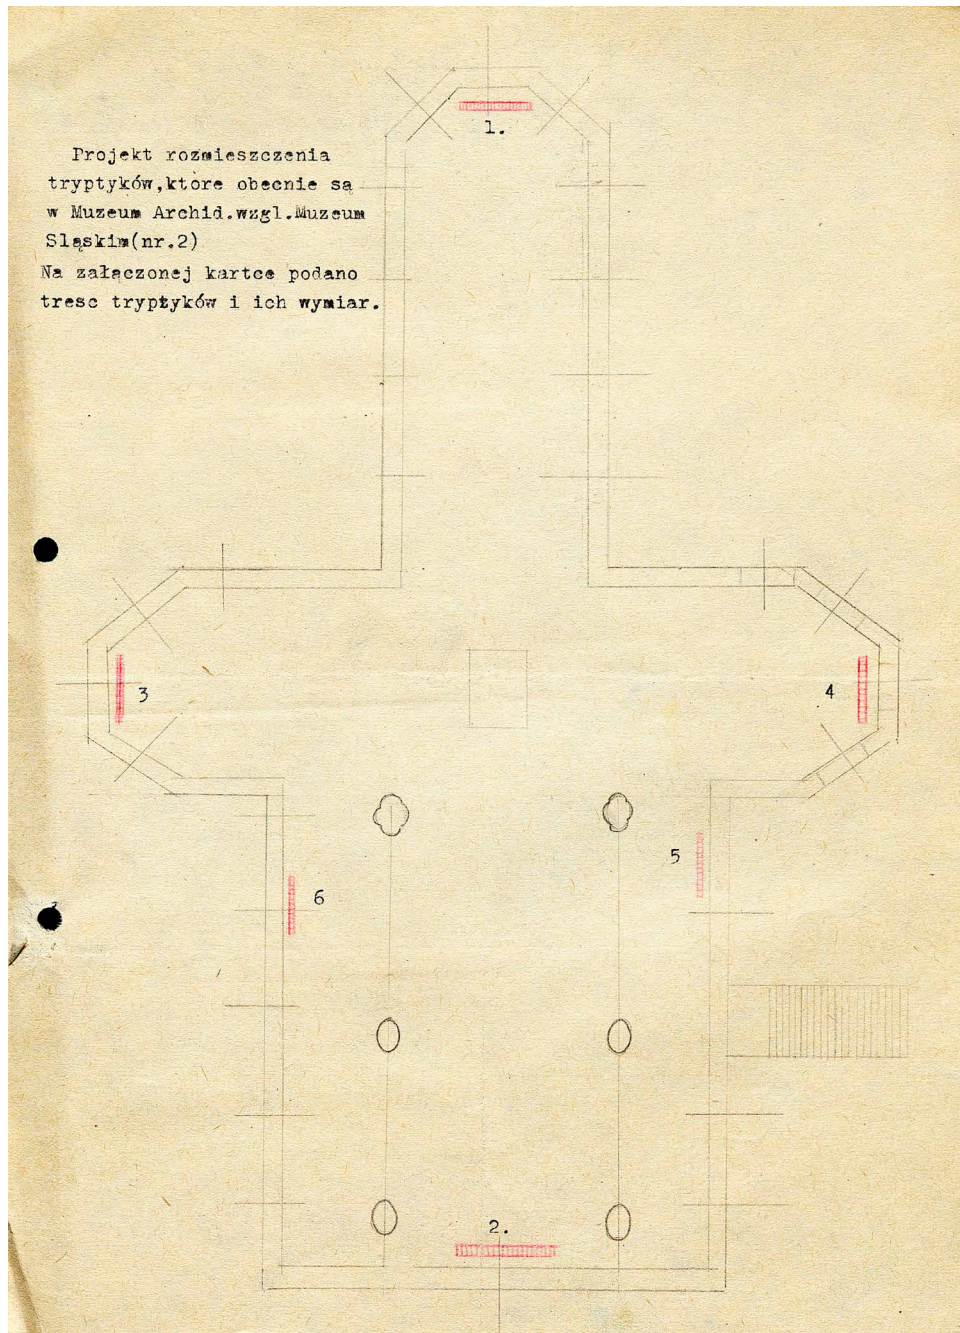 1.
Projekt rozmieszczenia
tryptyków,które obecnie są
w Muzeum Archid.wzgl.Muzeum
Sląskim(nr.2)
Na załączonej kartce podano
tresc tryptyków i ich wymiar.
3
4
5
6
2.